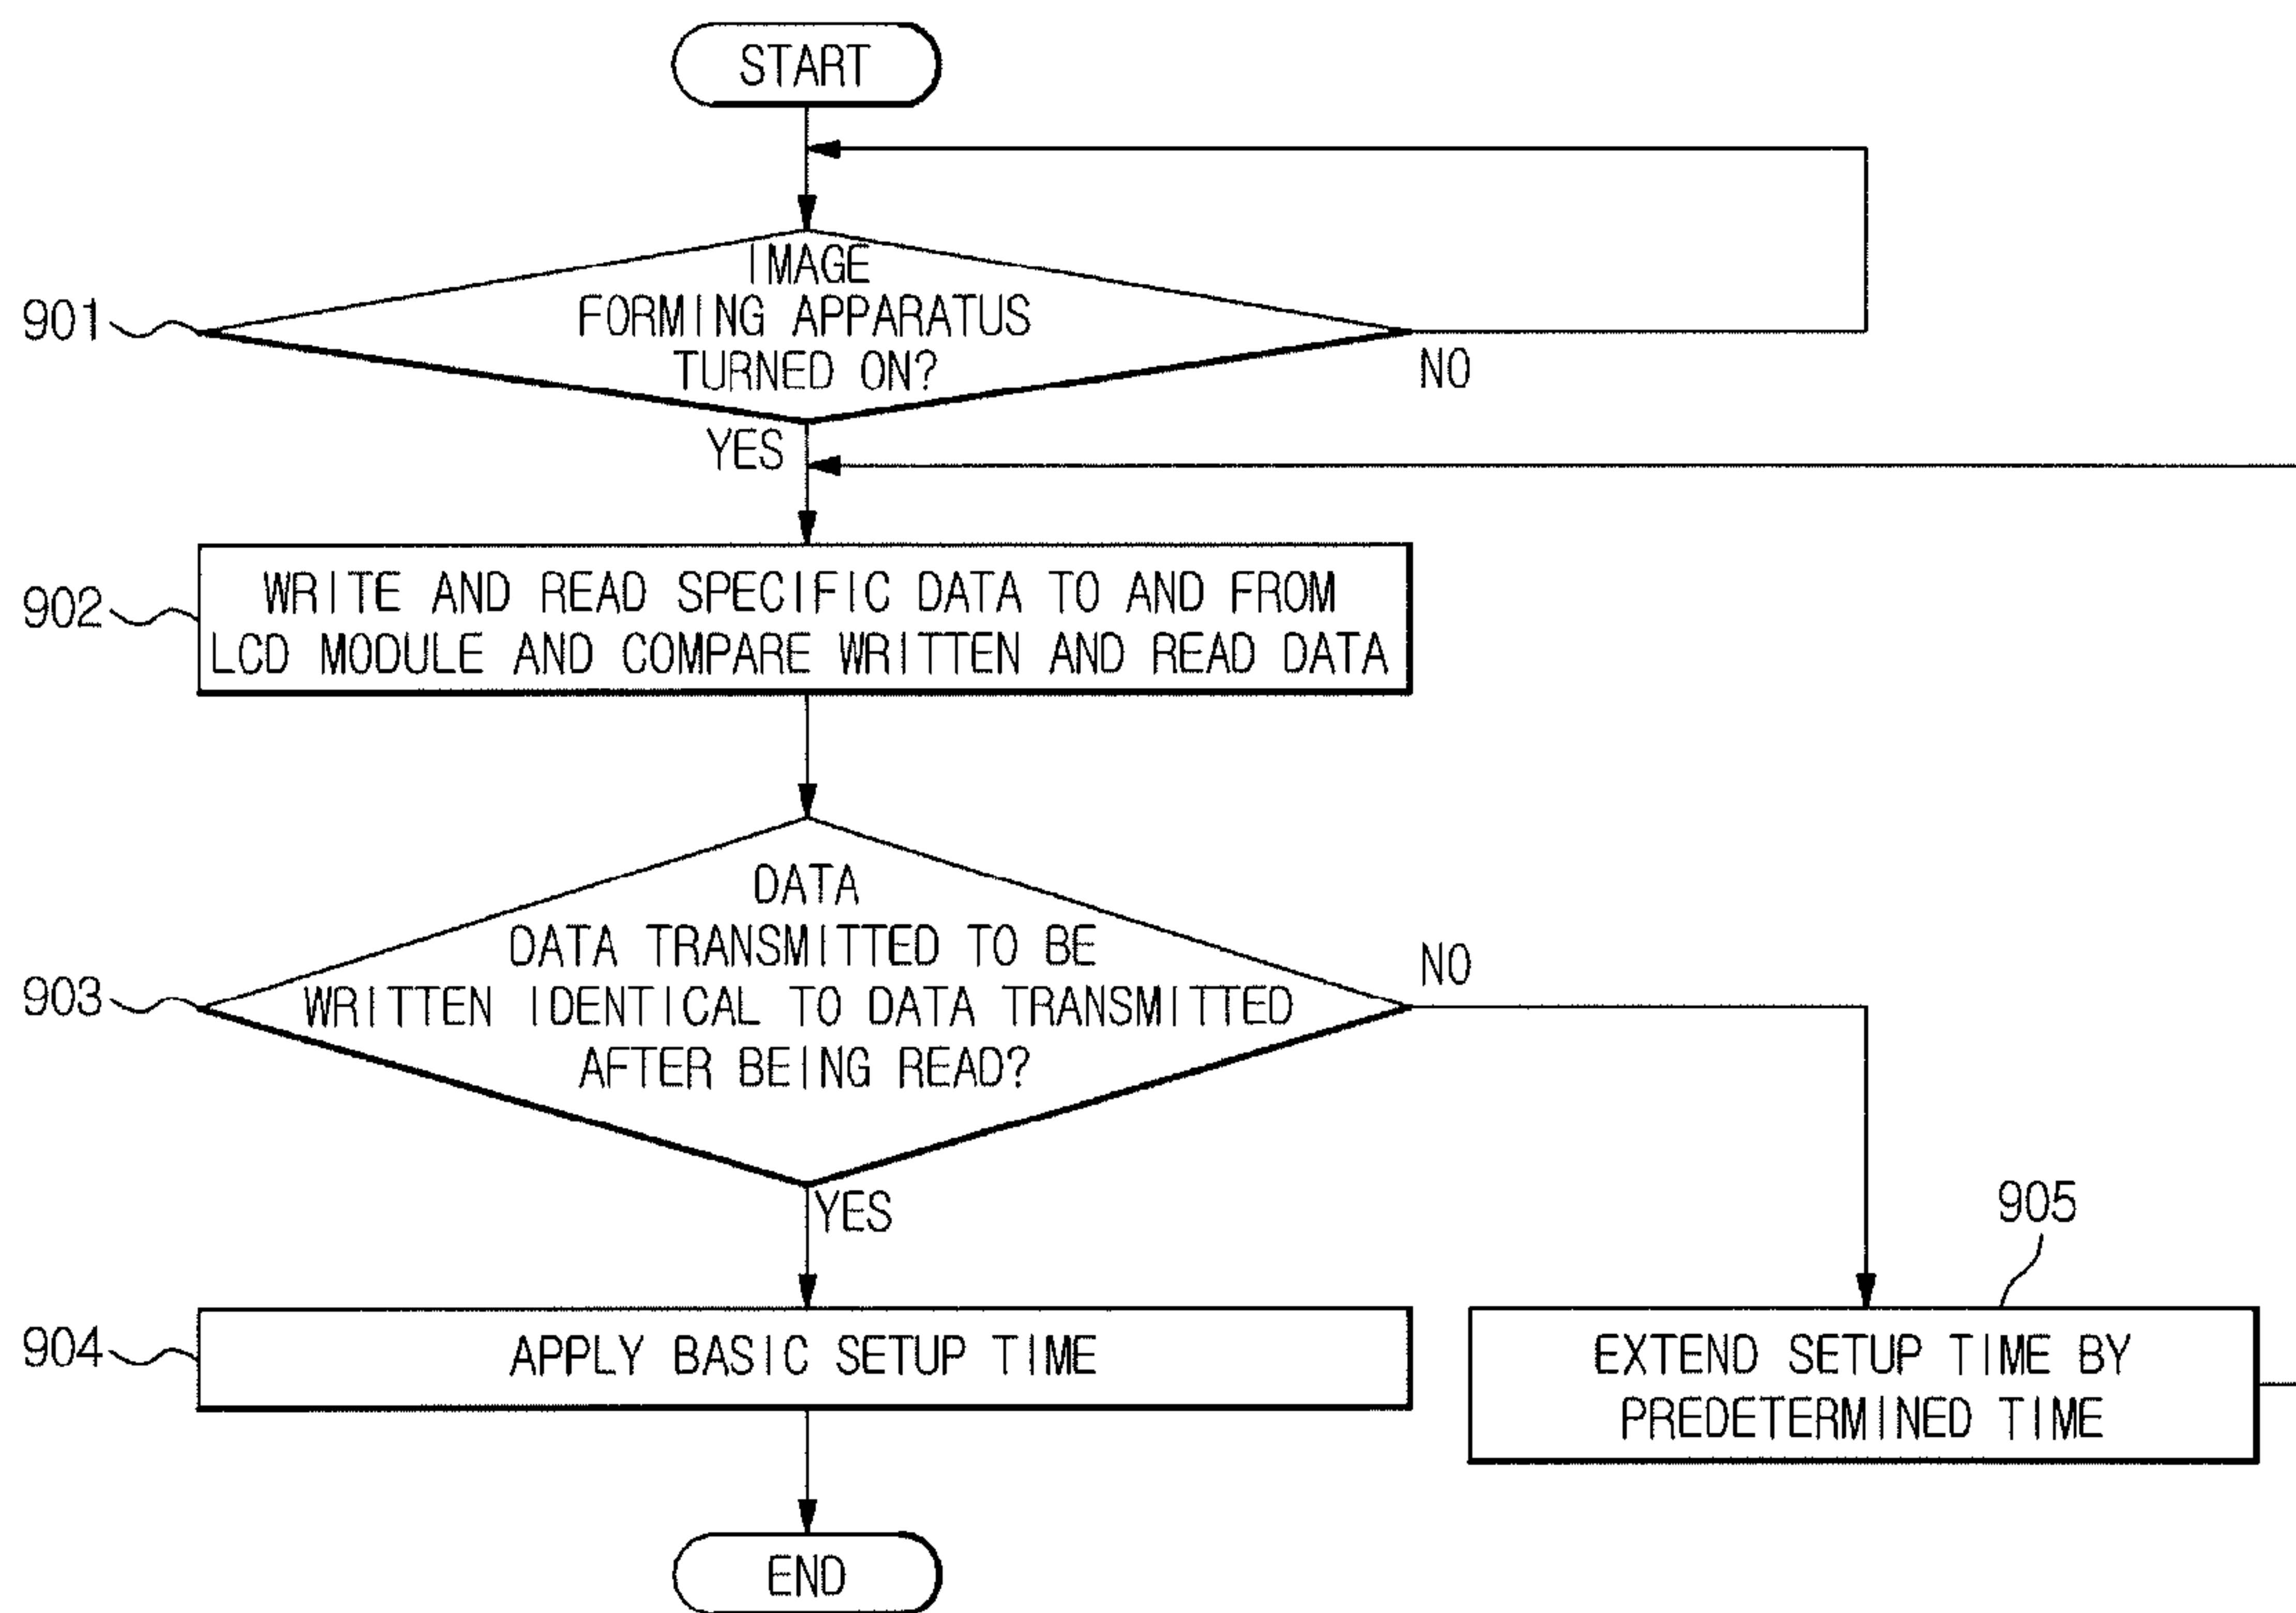 START
901
IMAGE
FORMING APPARATUS
TURNED ON?
NO
YES
902
WRITE AND READ SPECIFIC DATA TO AND FROM
LCD MODULE AND COMPARE WRITTEN AND READ DATA
903
DATA
DATA TRANSMITTED TO BE
WRITTEN IDENTICAL TO DATA TRANSMITTED
AFTER BEING READ?
NO
YES
904
APPLY BASIC SETUP TIME
905
EXTEND SETUP TIME BY
PREDETERMINED TIME
END